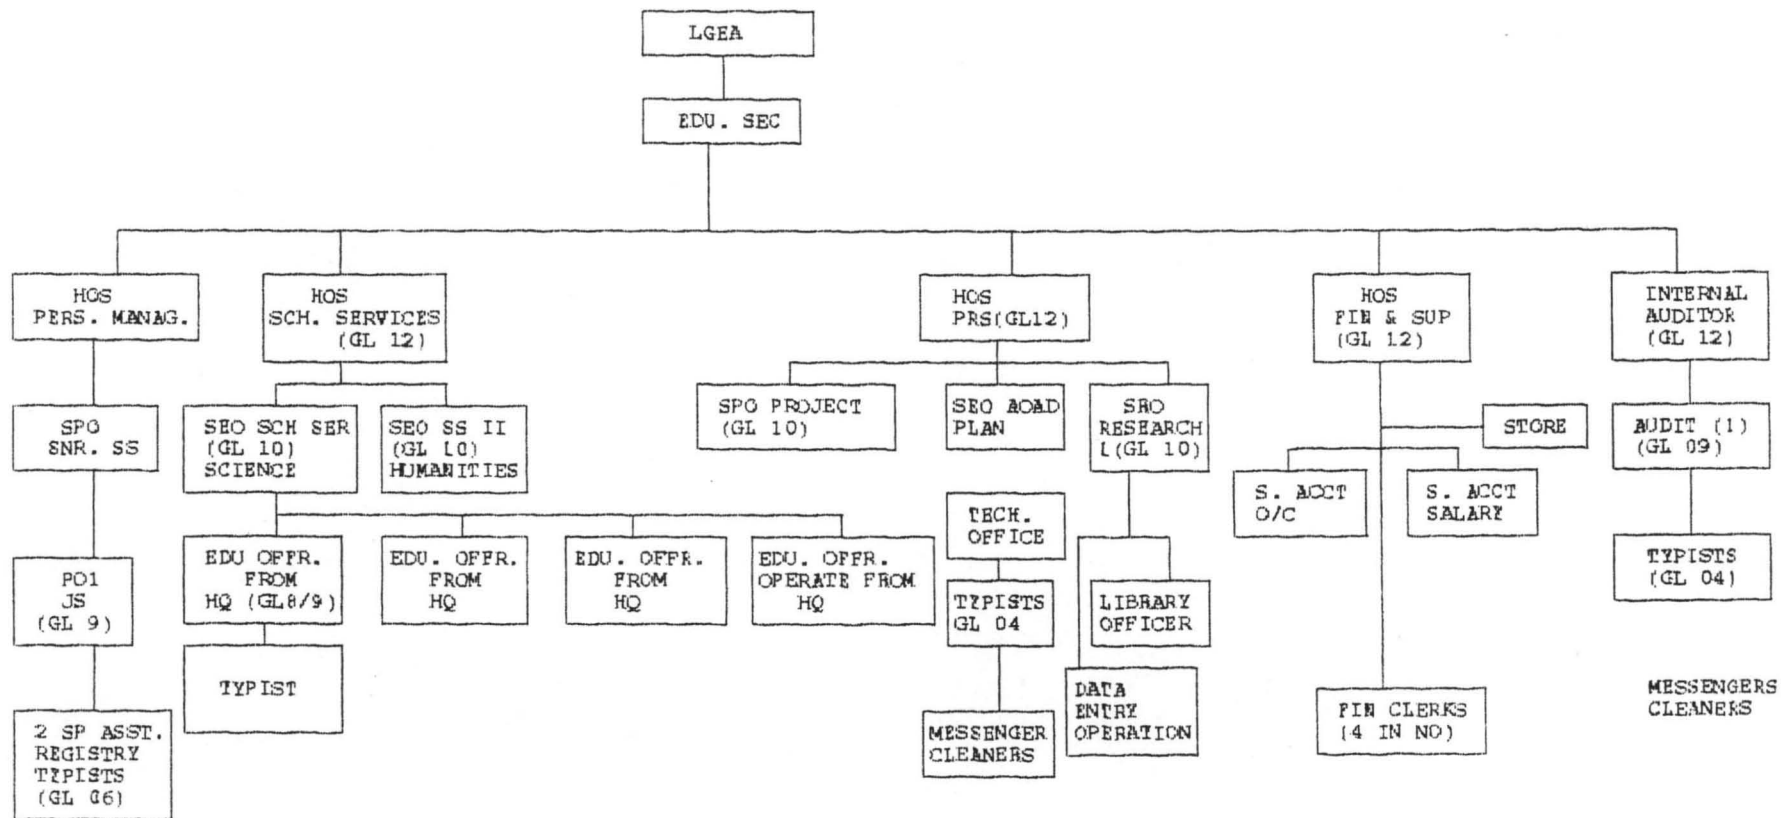 LGEA
EDU. SEC
HOS
PERS. MANAG.
HOS
SCH. SERVICES
(GL 12)
HOS
PRS(GL12)
HOS
FIN & SUP
(GL 12)
INTERNAL
AUDITOR
(GL 12)
SPO
SNR. SS
SEO SCH SER
(GL 10)
SCIENCE
SEO SS II
(GL 10)
HUMANITIES
SPO PROJECT
(GL 10)
SEO ACAD
PLAN
SRO
RESEARCH
(GL 10)
STORE
AUDIT (1)
(GL 09)
S. ACCT
O/C
S. ACCT
SALARY
PO1
JS
(GL 9)
EDU OFFR.
FROM
HQ (GL8/9)
EDU. OFFR.
FROM
HQ
EDU. OFFR.
FROM
HQ
EDU. OFFR.
OPERATE FROM
HQ
TECH.
OFFICE
TYPISTS
GL 04
LIBRARY
OFFICER
TYPISTS
(GL 04)
TYPIST
2 SP ASST.
REGISTRY
TYPISTS
(GL 06)
MESSENGER
CLEANERS
DATA
ENTRY
OPERATION
FIN CLERKS
(4 IN NO)
MESSENGERS
CLEANERS